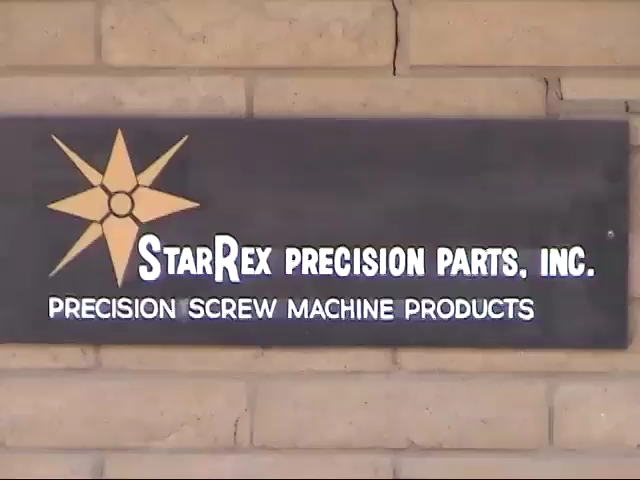 STARREX PRECISION PARTS, INC.
PRECISION SCREW MACHINE PRODUCTS